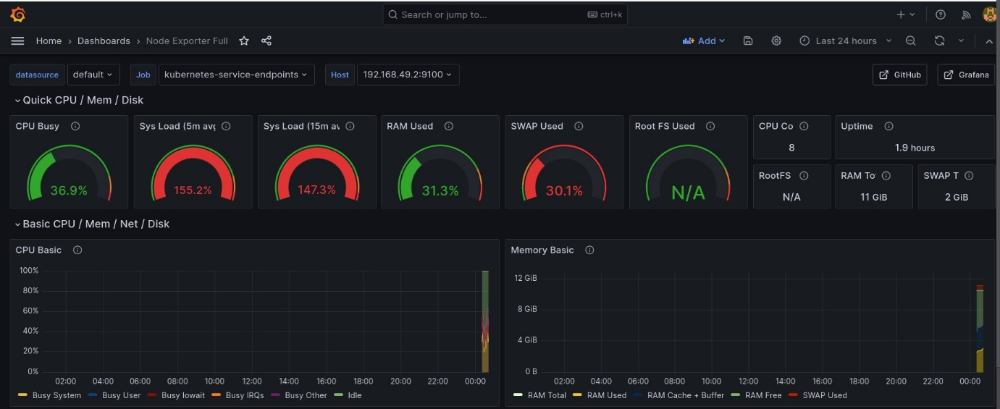 Search or jump to... ctrl+k
Home › Dashboards › Node Exporter Full Add Last 24 hours
datasource default Job kubernetes-service-endpoints Host 192.168.49.2:9100 GitHub Grafana
Quick CPU / Mem / Disk
CPU Busy
36.9%
Sys Load (5m avg
155.2%
Sys Load (15m av
147.3%
RAM Used
31.3%
SWAP Used
30.1%
Root FS Used
N/A
CPU Co
8
Uptime
1.9 hours
RootFS
N/A
RAM To
11 GiB
SWAP T
2 GiB
Basic CPU / Mem / Net / Disk
CPU Basic
100%
80%
60%
40%
20%
0%
02:00 04:00 06:00 08:00 10:00 12:00 14:00 16:00 18:00 20:00 22:00 00:00
Busy System Busy User Busy Iowait Busy IRQs Busy Other Idle
Memory Basic
12 GiB
8 GiB
4 GiB
0 B
02:00 04:00 06:00 08:00 10:00 12:00 14:00 16:00 18:00 20:00 22:00 00:00
RAM Total RAM Used RAM Cache + Buffer RAM Free SWAP Used